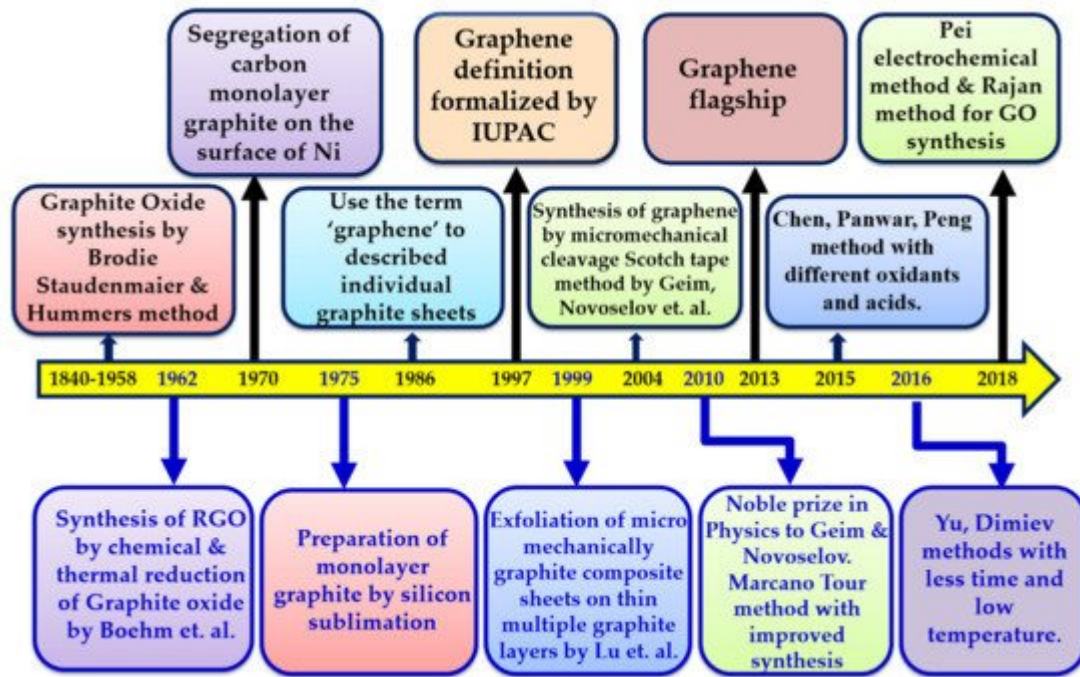 Segregation of
carbon
monolayer
graphite on the
surface of Ni
Graphene
definition
formalized by
IUPAC
Graphene
flagship
Pei
electrochemical
method & Rajan
method for GO
synthesis
Graphite Oxide
synthesis by
Brodie
Staudenmaier &
Hummers method
Use the term
'graphene' to
described
individual
graphite sheets
Synthesis of graphene
by micromechanical
cleavage Scotch tape
method by Geim,
Novoselov et. al.
Chen, Panwar, Peng
method with
different oxidants
and acids.
1840-1958 1962 1970 1975 1986 1997 1999 2004 2010 2013 2015 2016 2018
Synthesis of RGO
by chemical &
thermal reduction
of Graphite oxide
by Boehm et. al.
Preparation of
monolayer
graphite by silicon
sublimation
Exfoliation of micro
mechanically
graphite composite
sheets on thin
multiple graphite
layers by Lu et. al.
Noble prize in
Physics to Geim &
Novoselov.
Marcano Tour
method with
improved
synthesis
Yu, Dimiev
methods with
less time and
low
temperature.